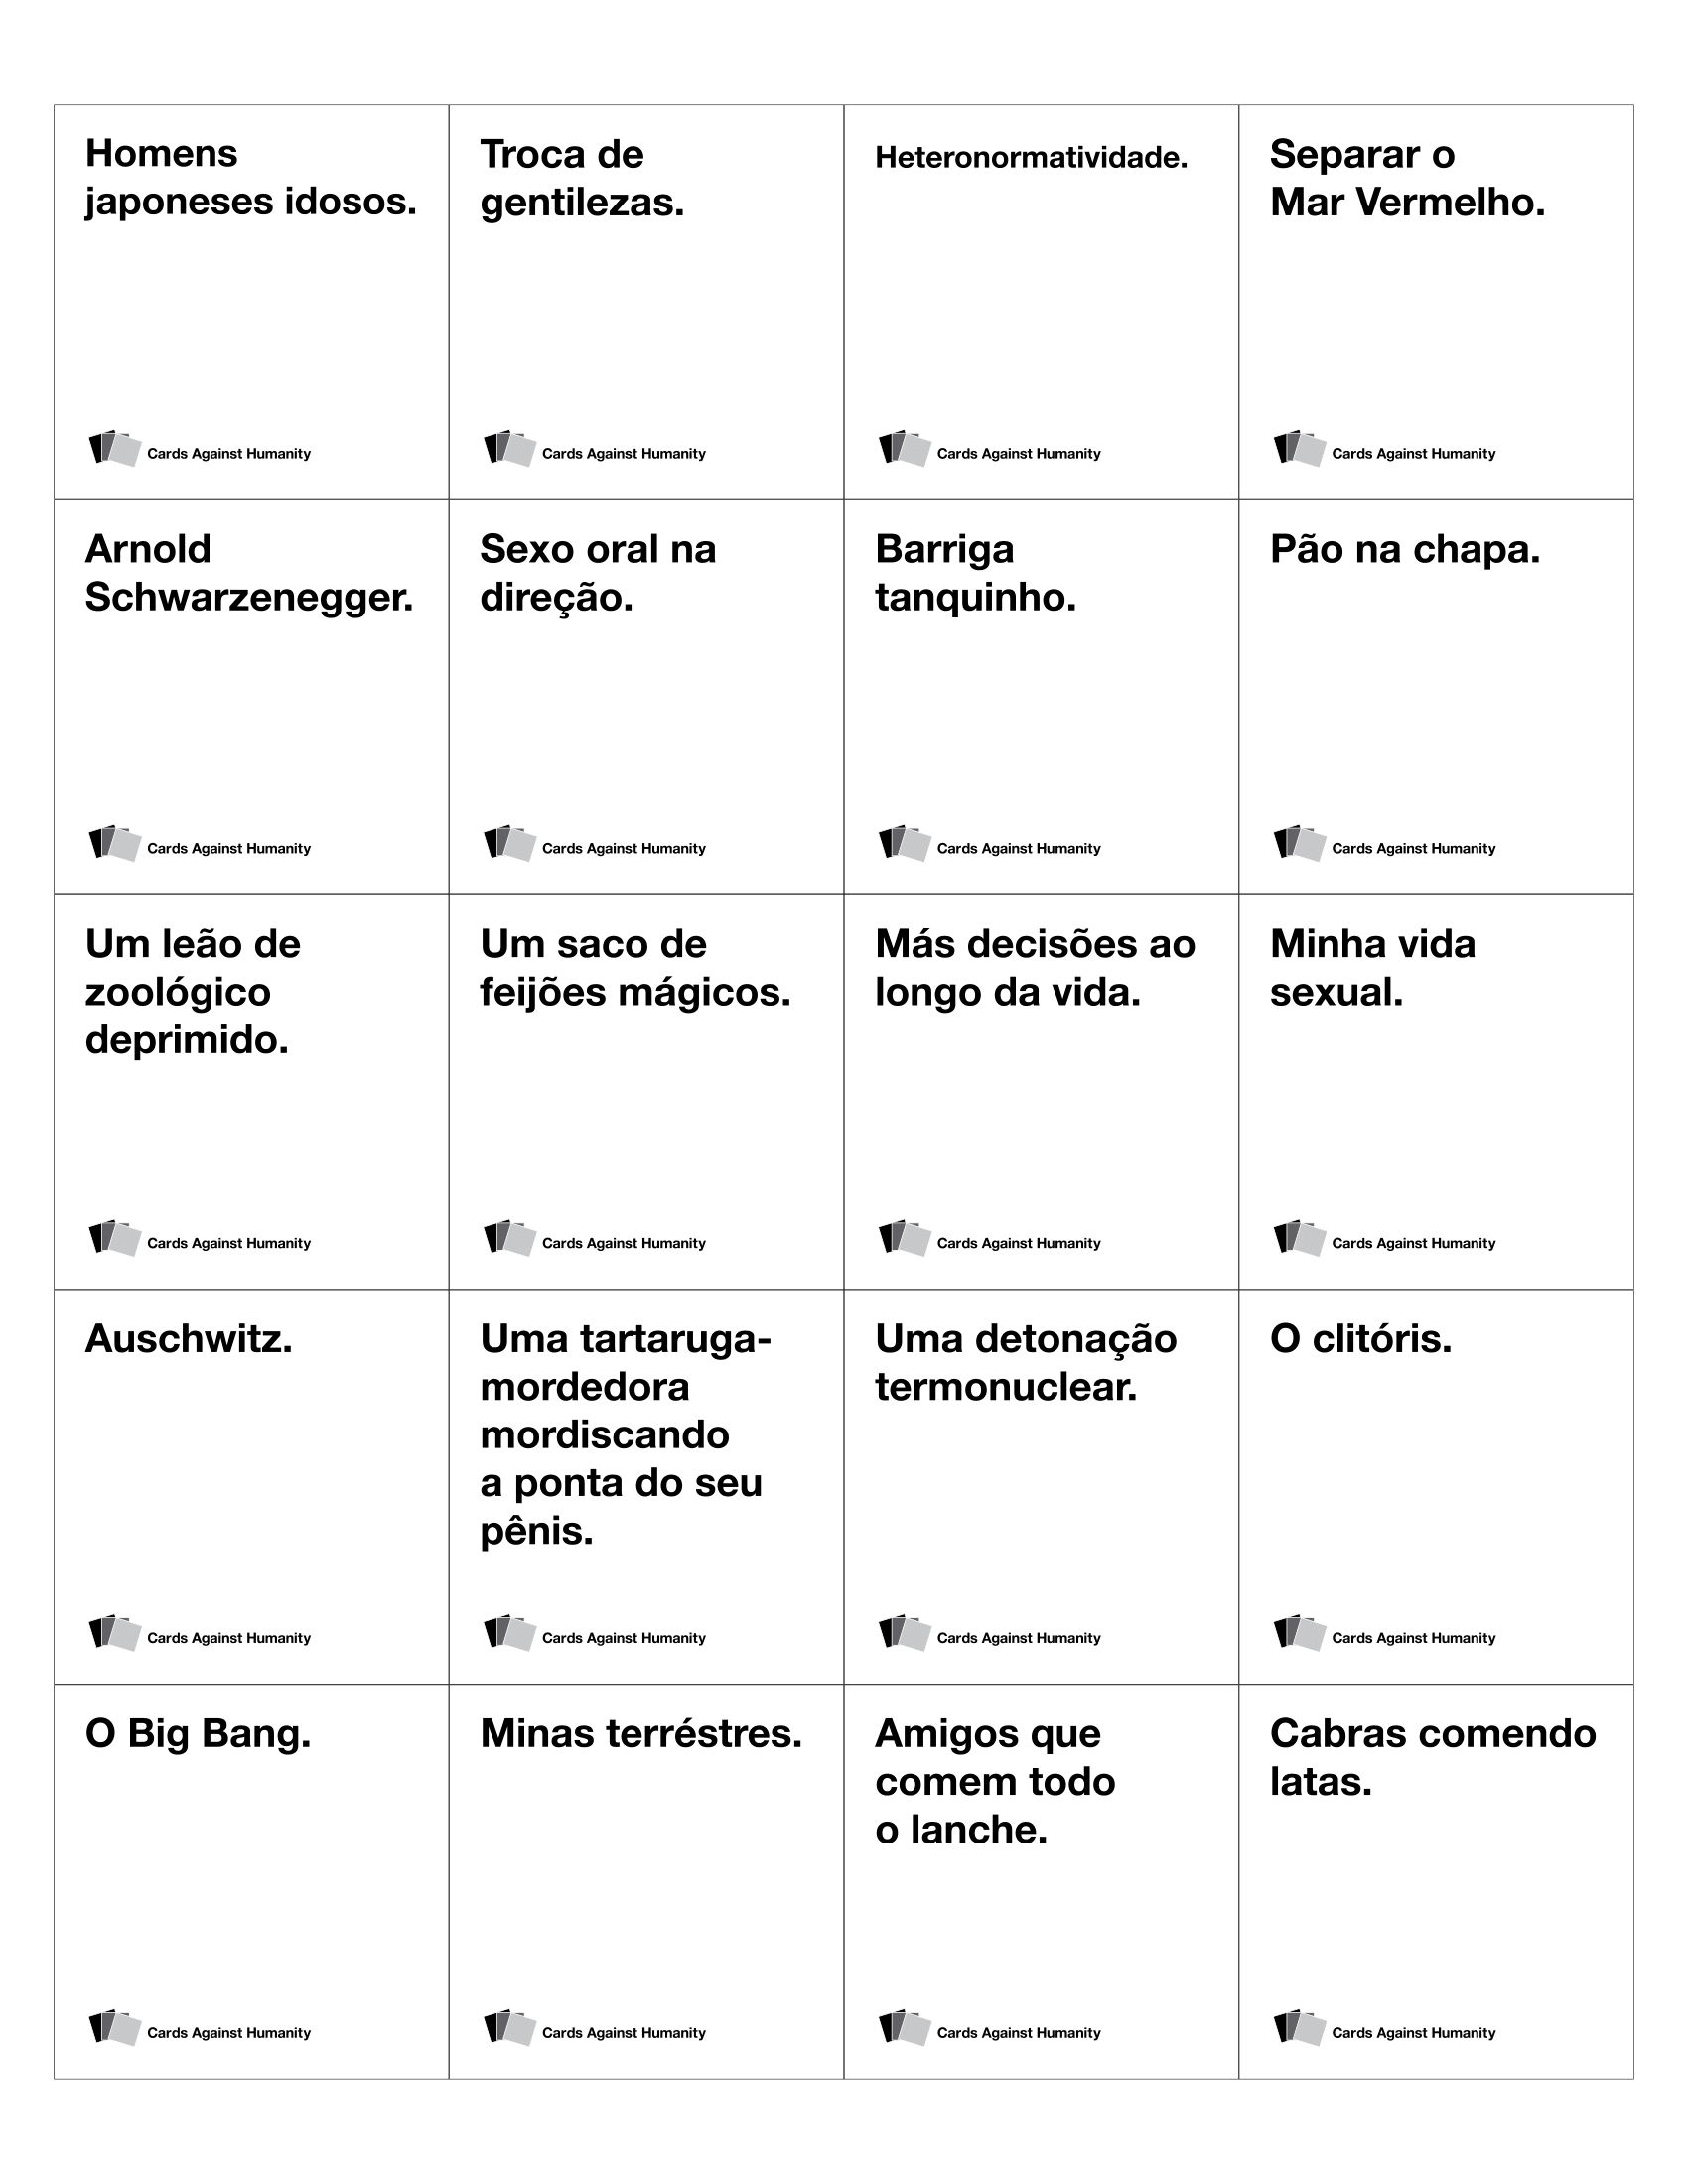 Homens
japoneses idosos.
Cards Against Humanity
Troca de
gentilezas.
Cards Against Humanity
Heteronormatividade.
Cards Against Humanity
Separar o
Mar Vermelho.
Cards Against Humanity
Arnold
Schwarzenegger.
Cards Against Humanity
Sexo oral na
direção.
Cards Against Humanity
Barriga
tanquinho.
Cards Against Humanity
Pão na chapa.
Cards Against Humanity
Um leão de
zoológico
deprimido.
Cards Against Humanity
Um saco de
feijões mágicos.
Cards Against Humanity
Más decisões ao
longo da vida.
Cards Against Humanity
Minha vida
sexual.
Cards Against Humanity
Auschwitz.
Cards Against Humanity
Uma tartaruga-
mordedora
mordiscando
a ponta do seu
pênis.
Cards Against Humanity
Uma detonação
termonuclear.
Cards Against Humanity
O clitóris.
Cards Against Humanity
O Big Bang.
Cards Against Humanity
Minas terréstres.
Cards Against Humanity
Amigos que
comem todo
o lanche.
Cards Against Humanity
Cabras comendo
latas.
Cards Against Humanity